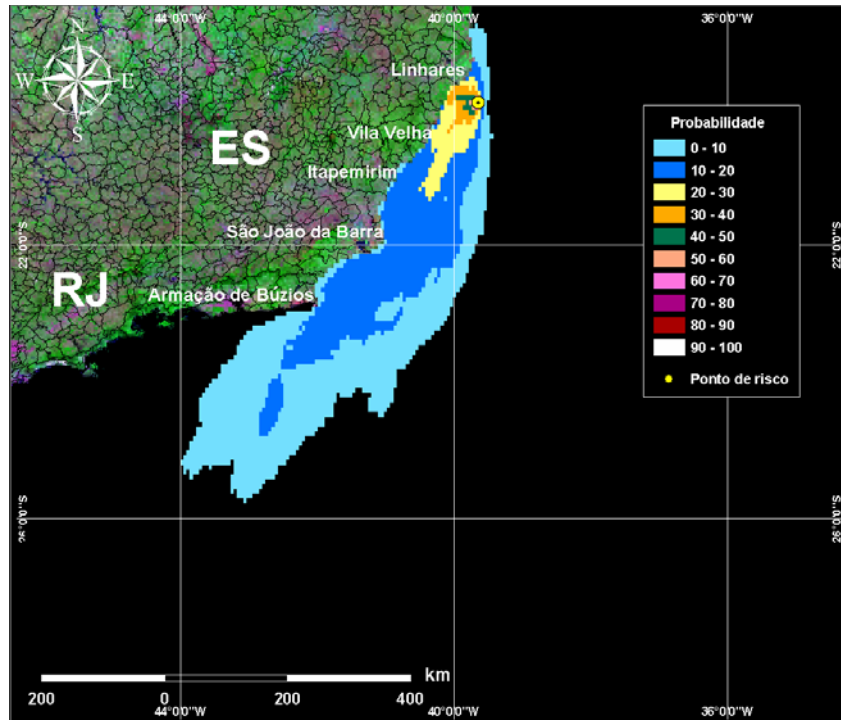 44°0'0"W 40°0'0"W 36°0'0"W
N
W E
S
Linhares
ES
Vila Velha
Itapemirim
São João da Barra
22°0'0"S 22°0'0"S
RJ
Armação de Búzios
Probabilidade
0 - 10
10 - 20
20 - 30
30 - 40
40 - 50
50 - 60
60 - 70
70 - 80
80 - 90
90 - 100
Ponto de risco
26°0'0"S 26°0'0"S
km
200 0 200 400
44°0'0"W 40°0'0"W 36°0'0"W